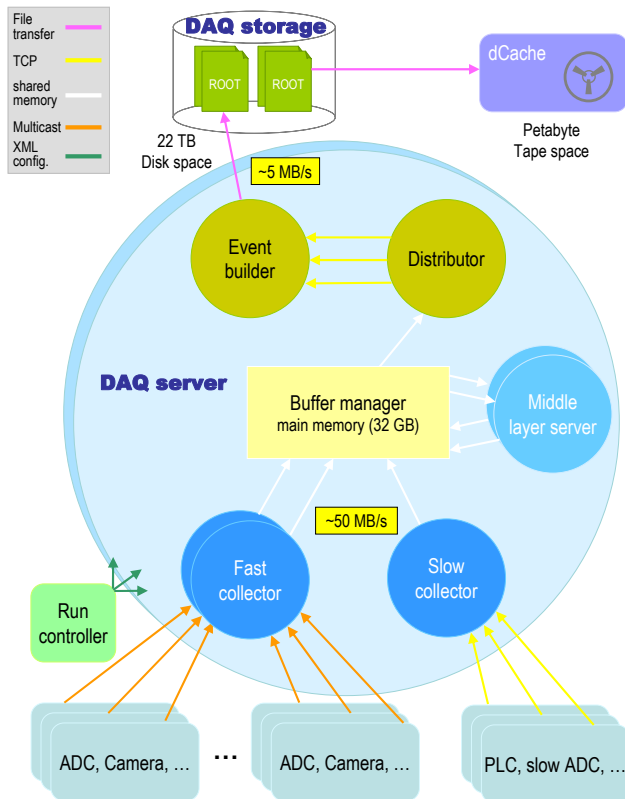 File
transfer
TCP
shared
memory
Multicast
XML
config.
DAQ storage
ROOT
ROOT
dCache
22 TB
Disk space
Petabyte
Tape space
~5 MB/s
Event
builder
Distributor
DAQ server
Buffer manager
main memory (32 GB)
Middle
layer server
~50 MB/s
Fast
collector
Slow
collector
Run
controller
ADC, Camera, …
...
ADC, Camera, …
PLC, slow ADC, …